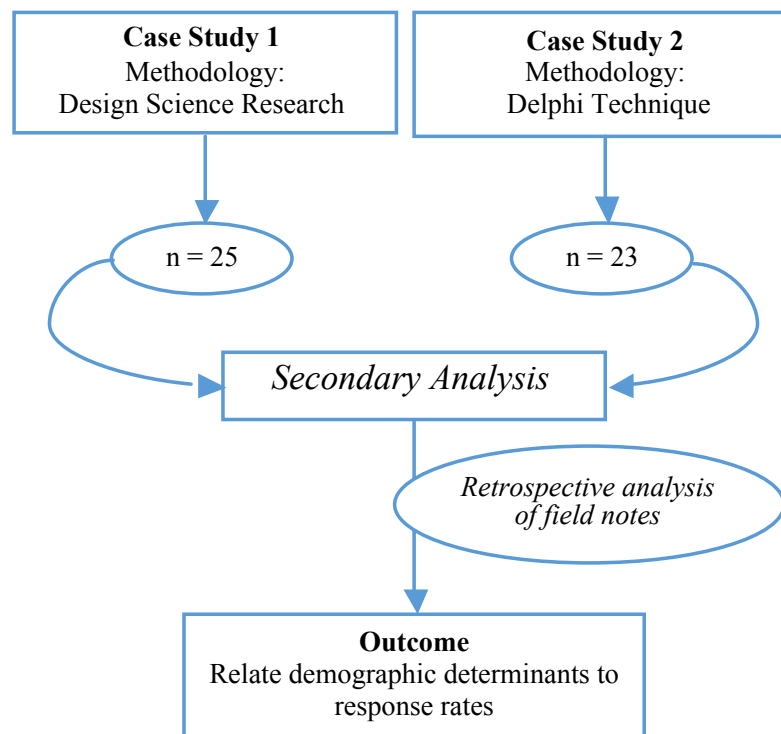 Case Study 1
Methodology:
Design Science Research
Case Study 2
Methodology:
Delphi Technique
n = 25
n = 23
Secondary Analysis
Retrospective analysis
of field notes
Outcome
Relate demographic determinants to
response rates